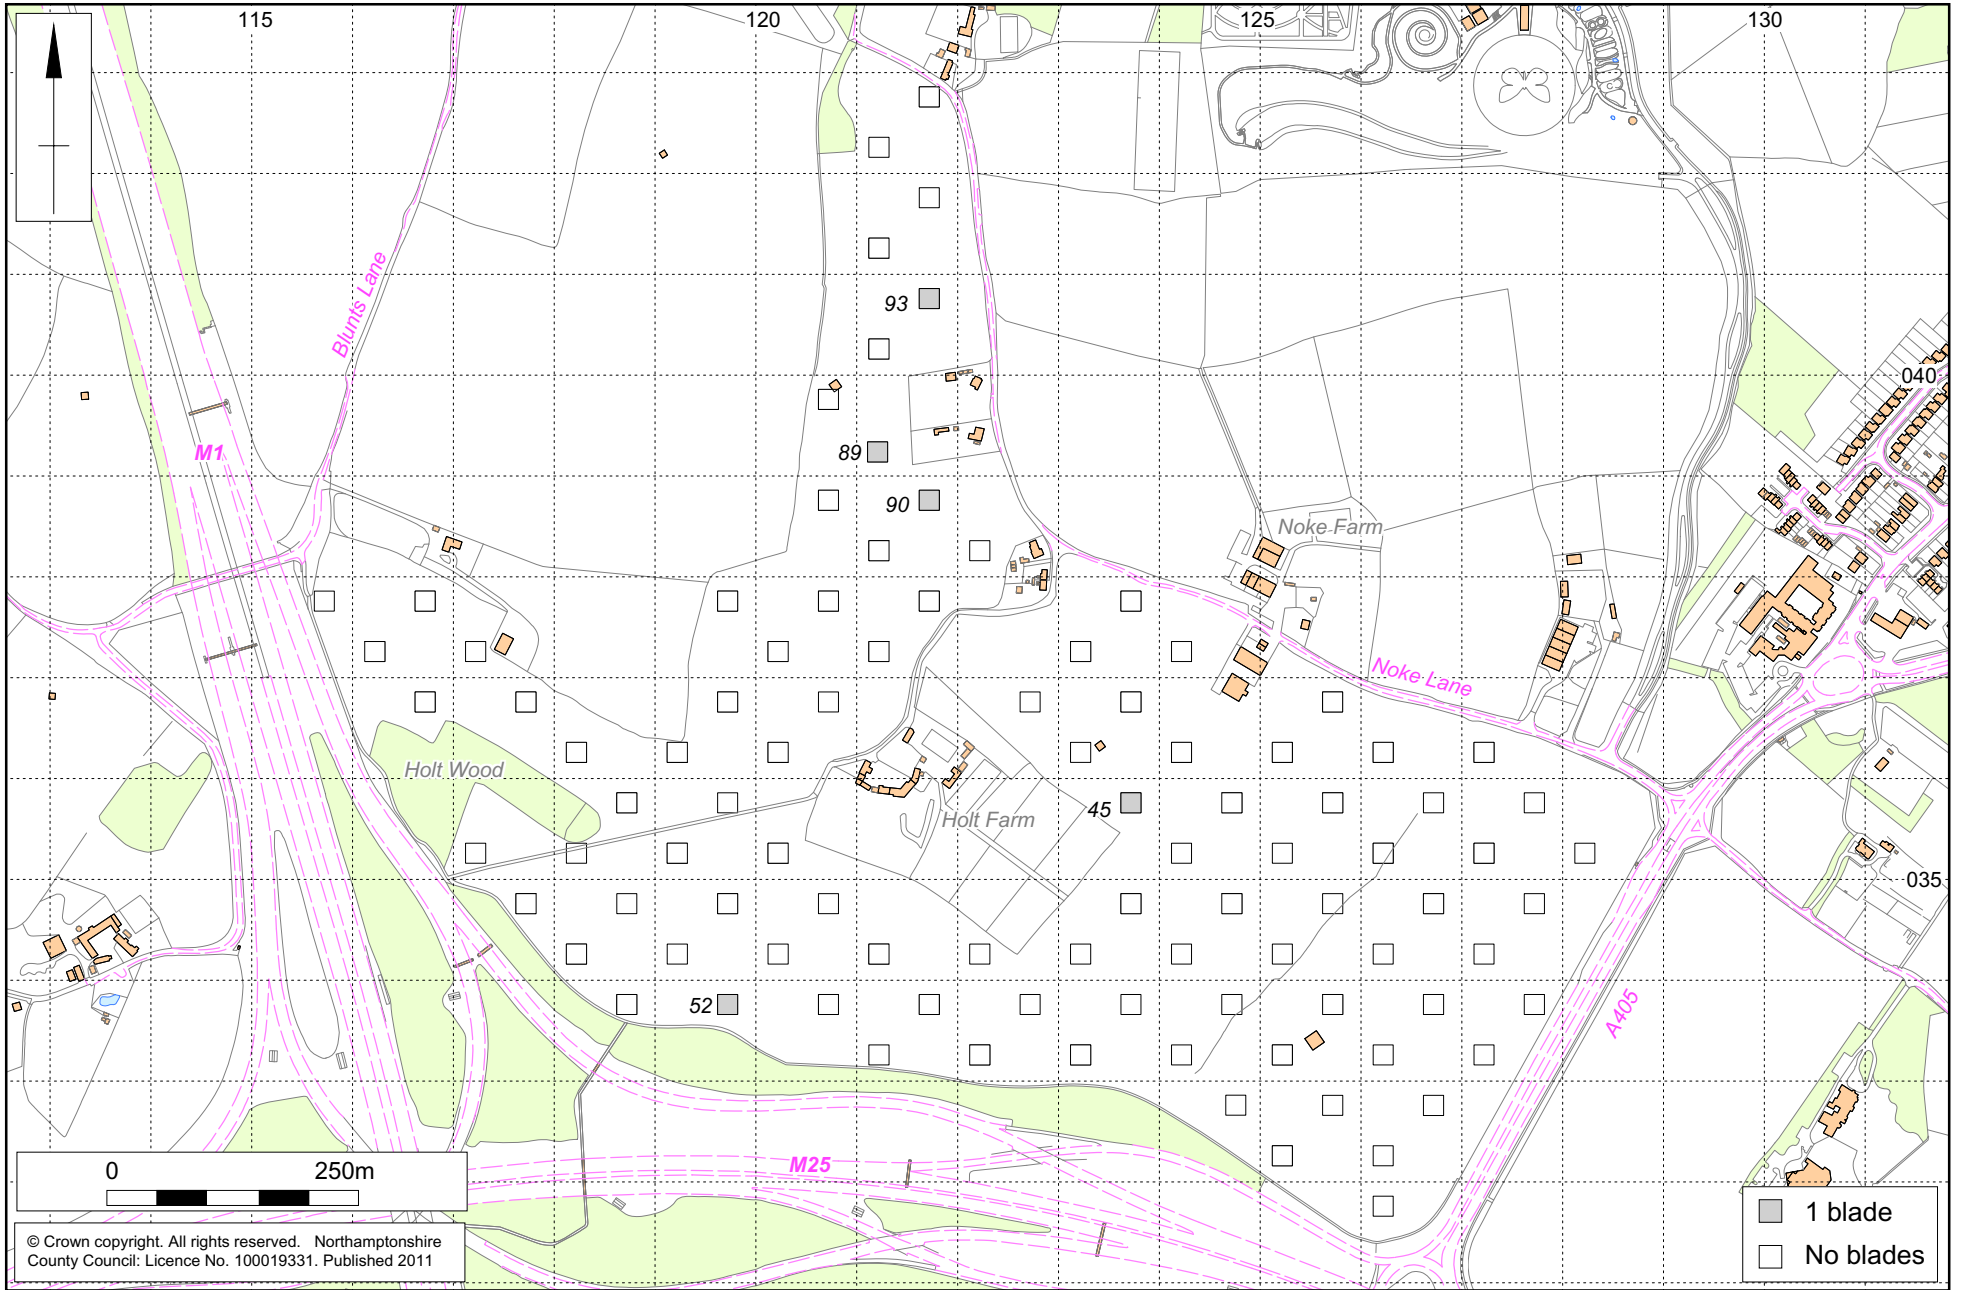 115
120
125
130
Blunts Lane
93
040
M1
89
90
Noke Farm
Noke Lane
Holt Wood
45
Holt Farm
035
52
A405
M25
0 250m
1 blade
No blades
© Crown copyright. All rights reserved. Northamptonshire
County Council: Licence No. 100019331. Published 2011